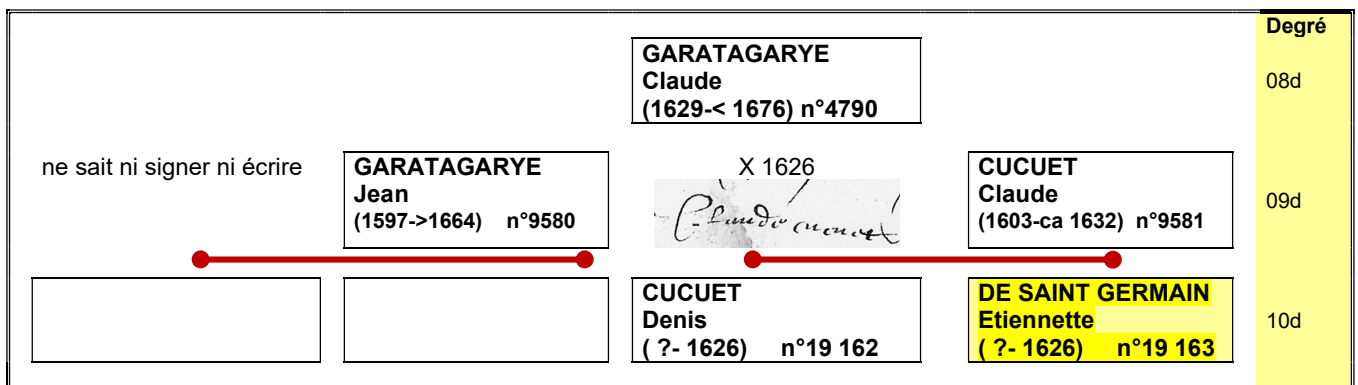 Degré
GARATAGARYE
Claude
(1629-< 1676) n°4790
08d
ne sait ni signer ni écrire
GARATAGARYE
Jean
(1597->1664) n°9580
X 1626
Claude cucuet
CUCUET
Claude
(1603-ca 1632) n°9581
09d
CUCUET
Denis
( ?- 1626) n°19 162
DE SAINT GERMAIN
Etiennette
( ?- 1626) n°19 163
10d